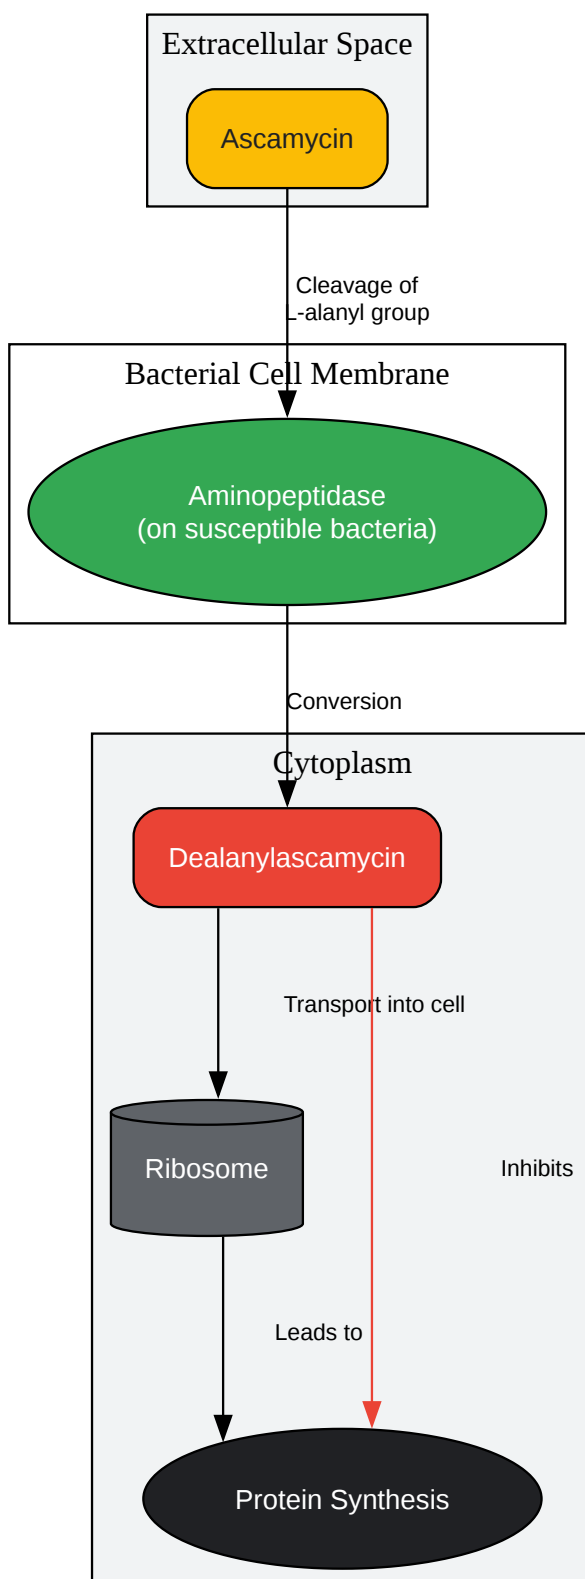 Extracellular Space
Ascamycin
Cleavage of
L-alanyl group
Bacterial Cell Membrane
Aminopeptidase
(on susceptible bacteria)
Conversion
Cytoplasm
Dealanylascamycin
Transport into cell
Ribosome
Inhibits
Leads to
Protein Synthesis